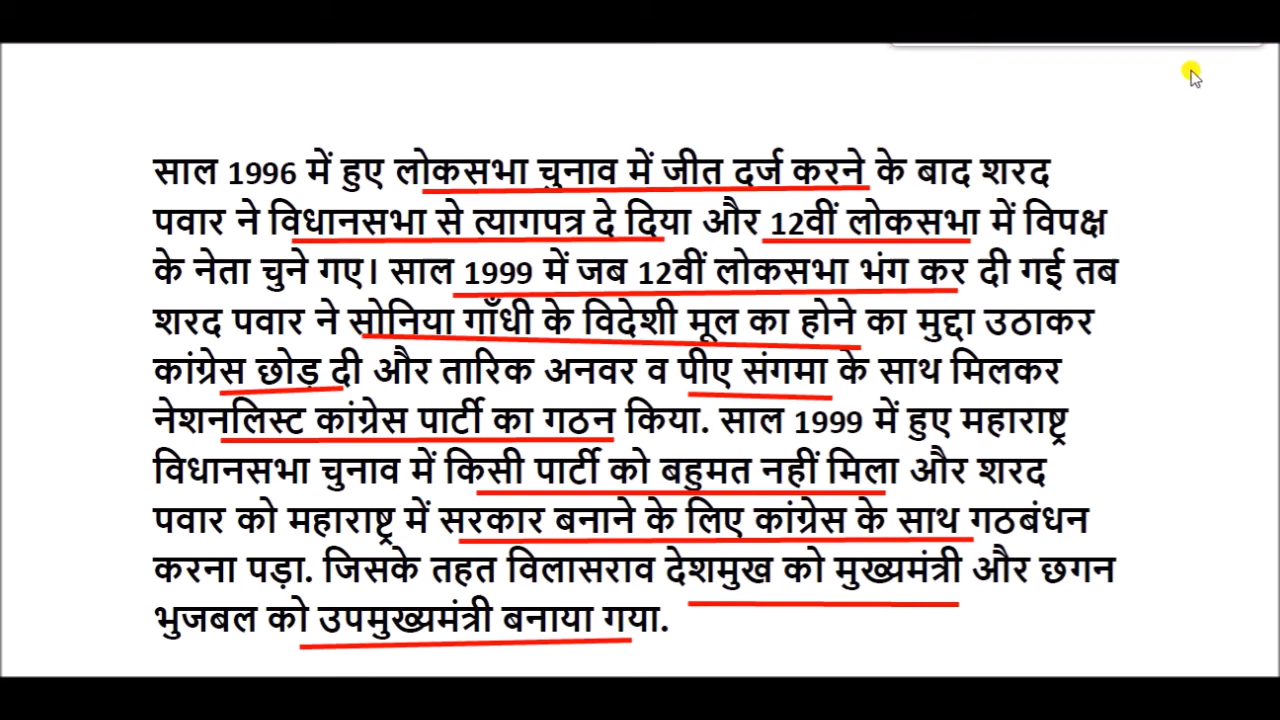 साल 1996 में हुए लोकसभा चुनाव में जीत दर्ज करने के बाद शरद
पवार ने विधानसभा से त्यागपत्र दे दिया और 12वीं लोकसभा में विपक्ष
के नेता चुने गए। साल 1999 में जब 12वीं लोकसभा भंग कर दी गई तब
शरद पवार ने सोनिया गाँधी के विदेशी मूल का होने का मुद्दा उठाकर
कांग्रेस छोड़ दी और तारिक अनवर व पीए संगमा के साथ मिलकर
नेशनलिस्ट कांग्रेस पार्टी का गठन किया. साल 1999 में हुए महाराष्ट्र
विधानसभा चुनाव में किसी पार्टी को बहुमत नहीं मिला और शरद
पवार को महाराष्ट्र में सरकार बनाने के लिए कांग्रेस के साथ गठबंधन
करना पड़ा. जिसके तहत विलासराव देशमुख को मुख्यमंत्री और छगन
भुजबल को उपमुख्यमंत्री बनाया गया.